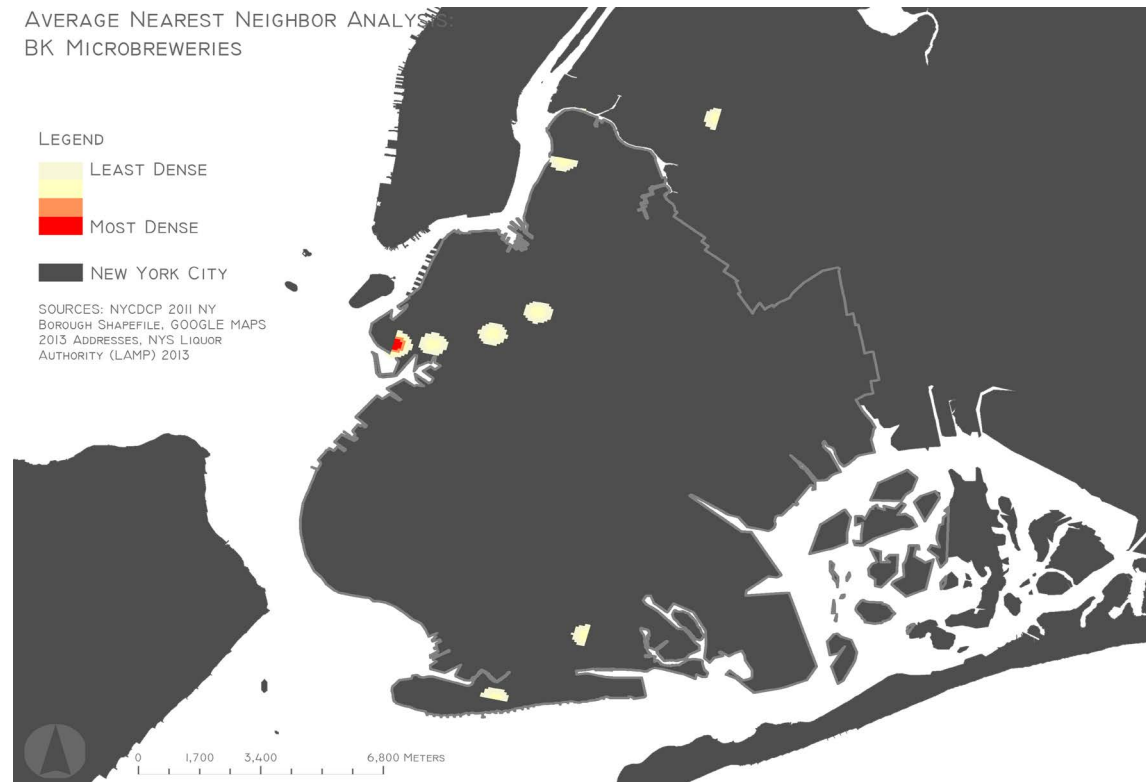 AVERAGE NEAREST NEIGHBOR ANALYSIS:
BK MICROBREWERIES
LEGEND
LEAST DENSE
MOST DENSE
NEW YORK CITY
SOURCES: NYCDCP 2011 NY
BOROUGH SHAPEFILE, GOOGLE MAPS
2013 ADDRESSES, NYS LIQUOR
AUTHORITY (LAMP) 2013
0 1,700 3,400 6,800 METERS